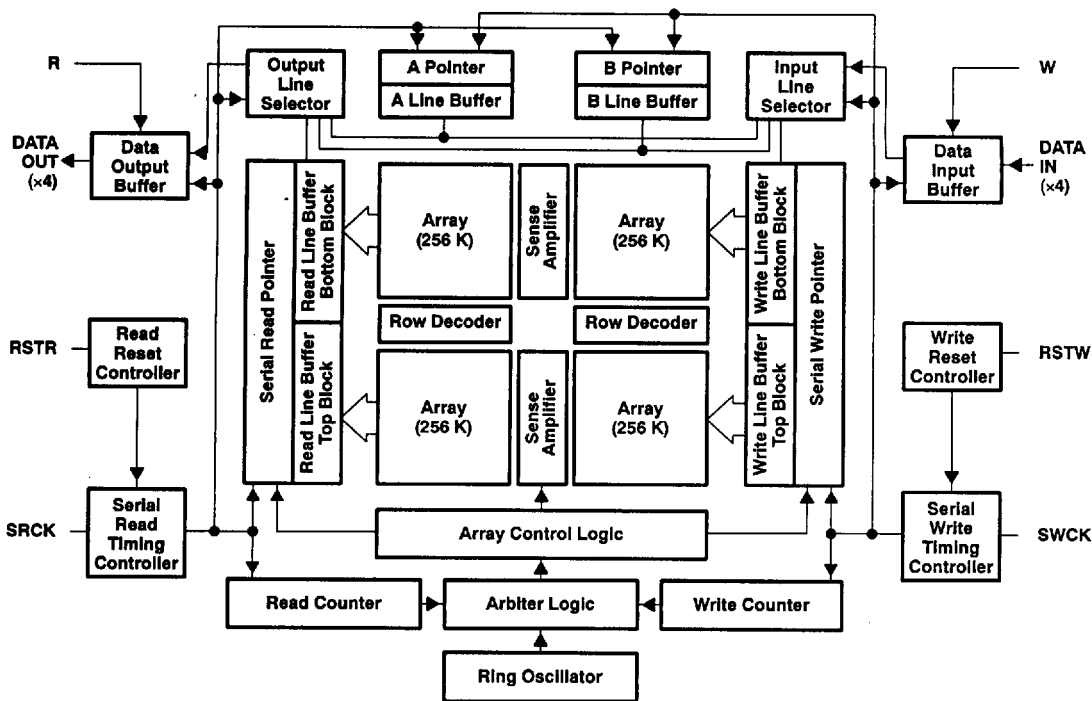 R
Output
Line
Selector
A Pointer
A Line Buffer
B Pointer
B Line Buffer
Input
Line
Selector
W
DATA
OUT
(×4)
Data
Output
Buffer
Data
Input
Buffer
DATA
IN
(×4)
Serial Read Pointer
Read Line Buffer
Bottom Block
Array
(256 K)
Sense
Amplifier
Array
(256 K)
Write Line Buffer
Bottom Block
Serial Write Pointer
Row Decoder
Row Decoder
RSTR
Read
Reset
Controller
Write
Reset
Controller
RSTW
Read Line Buffer
Top Block
Array
(256 K)
Sense
Amplifier
Array
(256 K)
Write Line Buffer
Top Block
SRCK
Serial
Read
Timing
Controller
Array Control Logic
Serial
Write
Timing
Controller
SWCK
Read Counter
Arbiter Logic
Write Counter
Ring Oscillator